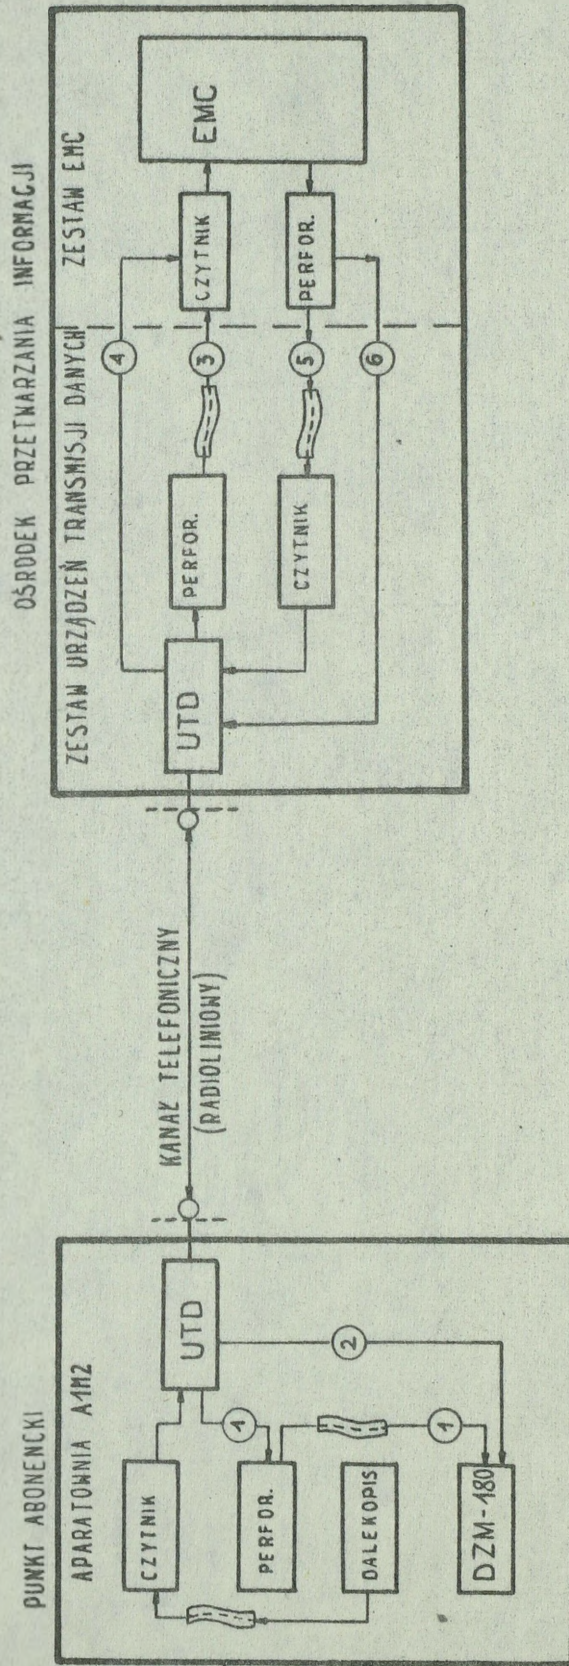 PUNKT ABONENCKI
APARATOWNIA A1M2
CZYTNIK
UTD
1
PERFOR.
1
DALEKOPIS
2
DZM-180
KANAŁ TELEFONICZNY
(RADIOLINIOWY)
OŚRODEK PRZETWARZANIA INFORMACJI
ZESTAW URZĄDZEŃ TRANSMISJI DANYCH
ZESTAW EMC
4
UTD
PERFOR.
3
CZYTNIK
EMC
CZYTNIK
5
PERFOR.
6